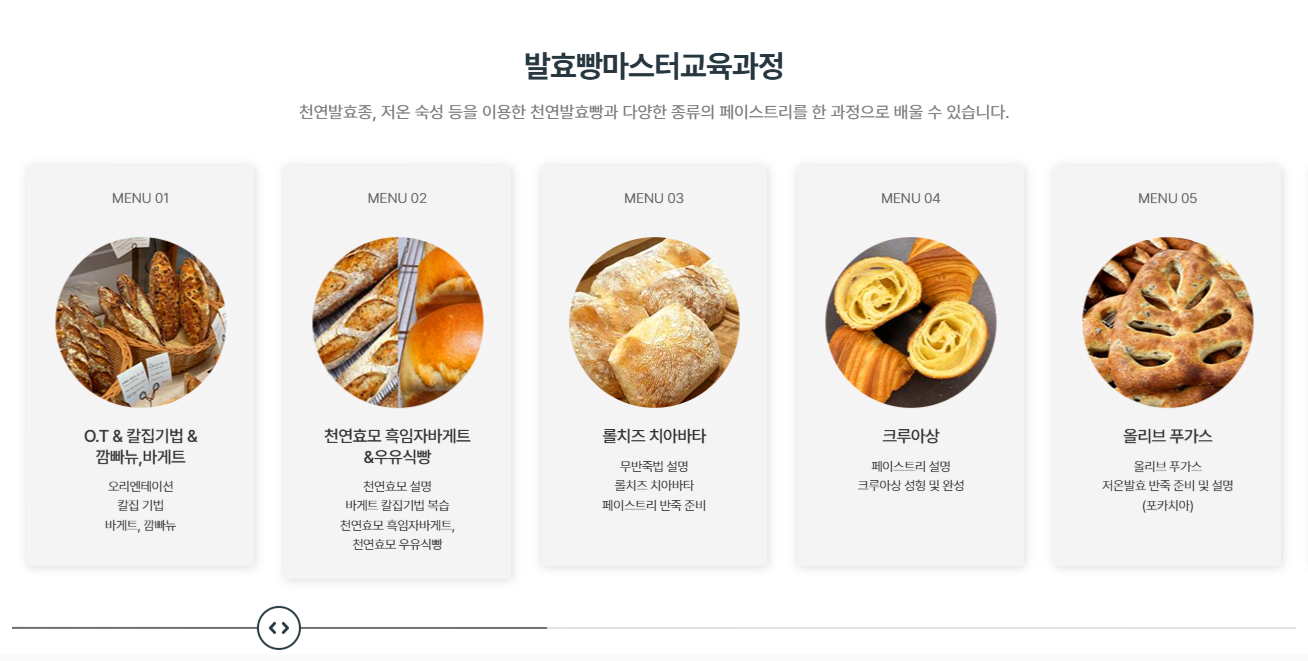 발효빵마스터교육과정
천연발효종, 저온 숙성 등을 이용한 천연발효빵과 다양한 종류의 페이스트리를 한 과정으로 배울 수 있습니다.
MENU 01
O.T & 칼집기법 &
깜빠뉴,바게트
오리엔테이션
칼집 기법
바게트, 깜빠뉴
MENU 02
천연효모 흑임자바게트
&우유식빵
천연효모 설명
바게트 칼집기법 복습
천연효모 흑임자바게트,
천연효모 우유식빵
MENU 03
롤치즈 치아바타
무반죽법 설명
롤치즈 치아바타
페이스트리 반죽 준비
MENU 04
크루아상
페이스트리 설명
크루아상 성형 및 완성
MENU 05
올리브 푸가스
올리브 푸가스
저온발효 반죽 준비 및 설명
(포카치아)